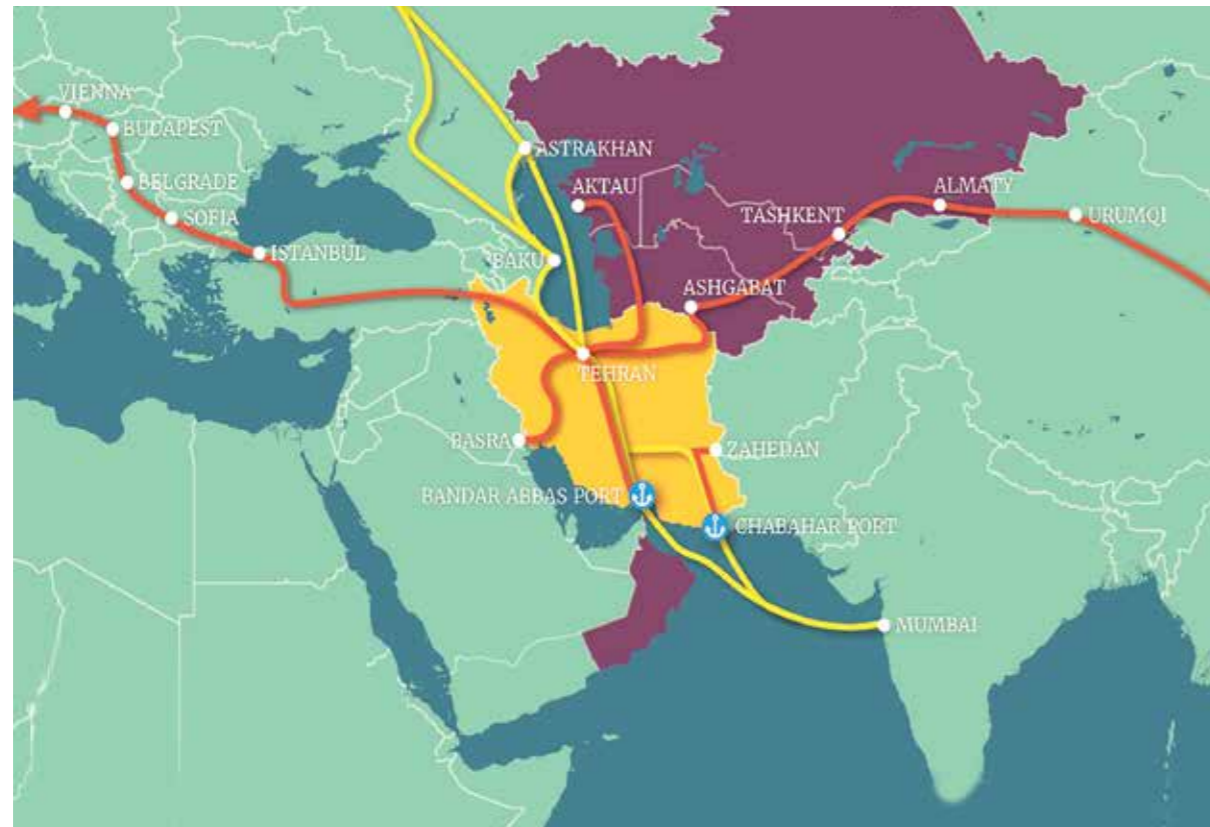 VIENNA
BUDAPEST
ASTRAKHAN
BELGRADE
AKTAU
ALMATY
SOFIA
TASHKENT
URUMQI
ISTANBUL
BAKU
ASHGABAT
TEHRAN
BASRA
ZAHEDAN
BANDAR ABBAS PORT
CHABAHAR PORT
MUMBAI